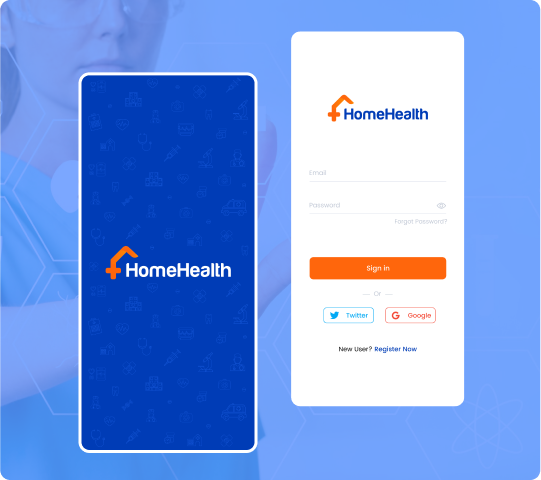 HomeHealth
HomeHealth
Email
Password
Forgot Password?
Sign in
Or
Twitter
Google
New User? Register Now